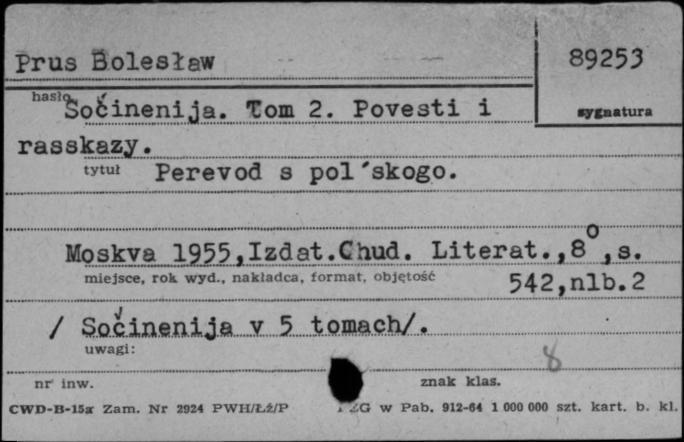 Prus Bolesław
89253
hasło
sygnatura
Sočinenija. Tom 2. Povesti i
rasskazy.
tytuł Perevod s pol´skogo.
Moskva 1955,Izdat.Chud. Literat.,8°,s.
miejsce, rok wyd., nakładca, format, objętość
542,nlb.2
/ Sočinenija v 5 tomach/.
uwagi:
8
nr inw.
znak klas.
CWD-B-15a Zam. Nr 2924 PWH/Łż/P
w Pab. 912-64 1 000 000 szt. kart. b. kl.